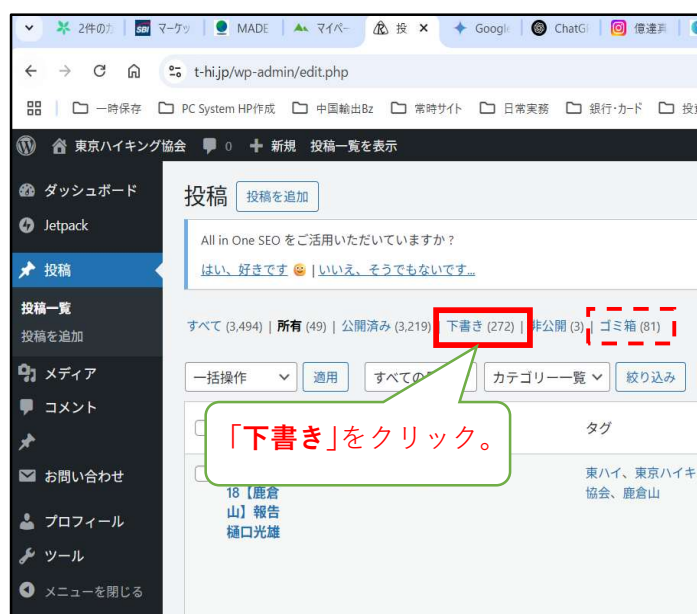 2件の力
SBI マーケッ
MADE
マイペー
投
Google
ChatG
億達
t-hi.jp/wp-admin/edit.php
一時保存 PC System HP作成 中国輸出Bz 常時サイト 日常実務 銀行・カード 投
東京ハイキング協会 0 新規 投稿一覧を表示
ダッシュボード
Jetpack
投稿
投稿一覧
投稿を追加
メディア
コメント
お問い合わせ
プロフィール
ツール
メニューを閉じる
投稿 投稿を追加
All in One SEO をご活用いただいていますか ?
はい、好きです | いいえ、そうでもないです...
すべて (3,494) | 所有 (49) | 公開済み (3,219) | 下書き (272) | 非公開 (3) | ゴミ箱 (81)
一括操作 適用 すべての カテゴリー一覧 絞り込み
「下書き」をクリック。
タグ
18【鹿倉
山】報告
樋口光雄
東ハイ、東京ハイキ
協会、鹿倉山